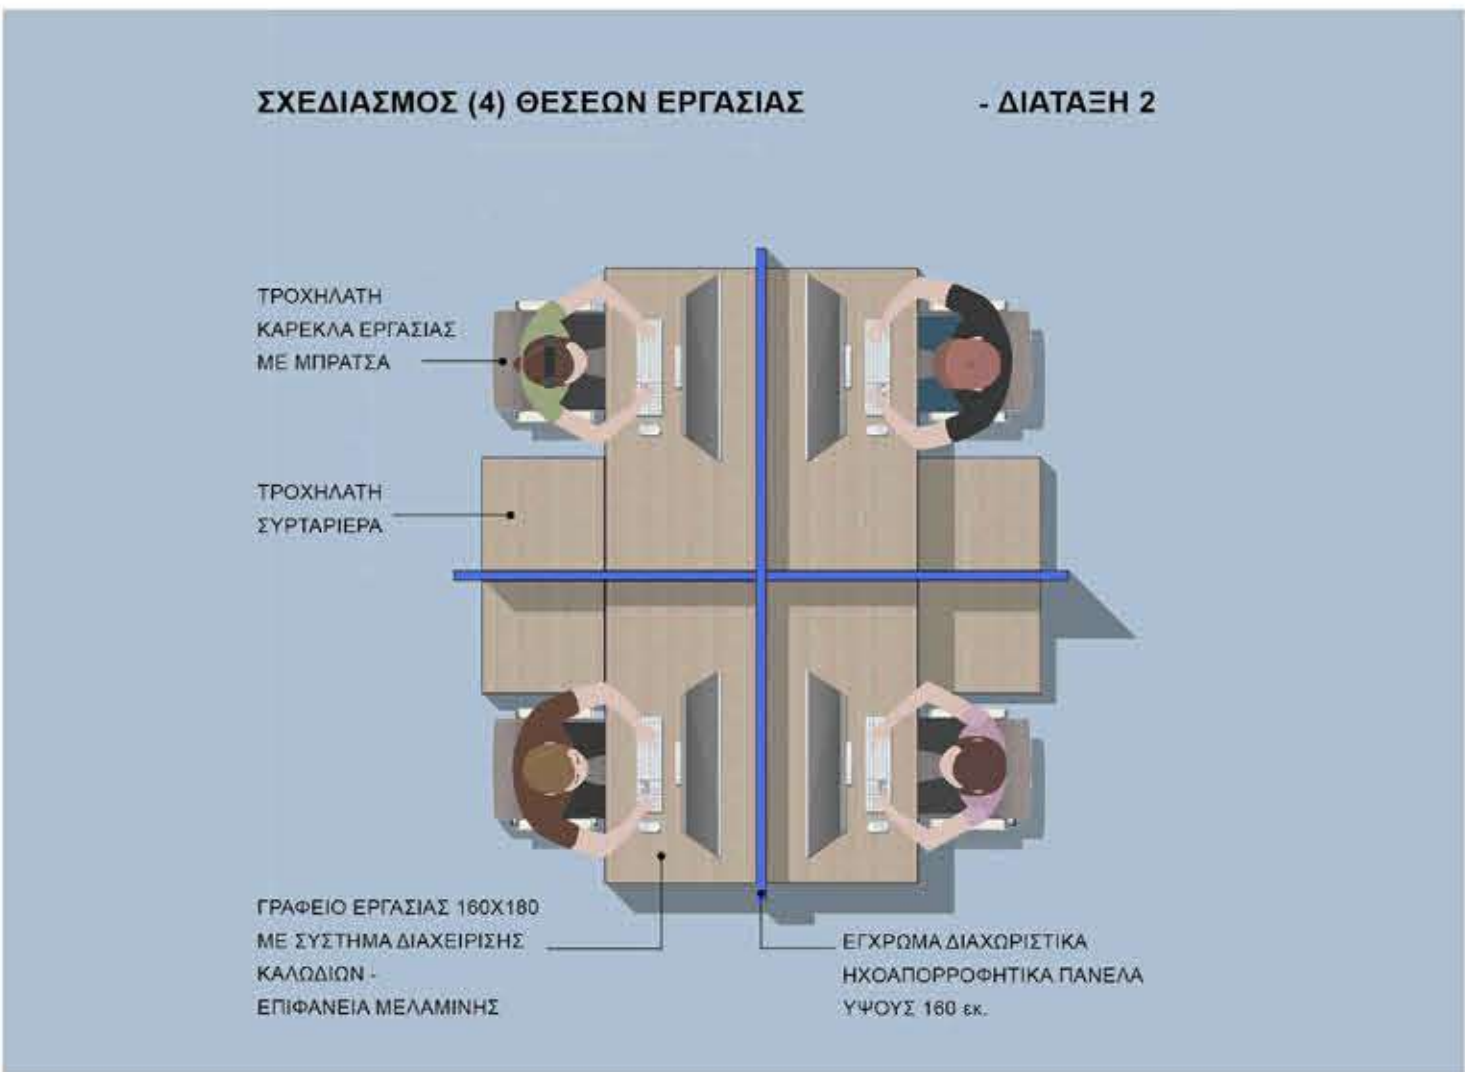 ΣΧΕΔΙΑΣΜΟΣ (4) ΘΕΣΕΩΝ ΕΡΓΑΣΙΑΣ - ΔΙΑΤΑΞΗ 2
ΤΡΟΧΗΛΑΤΗ
ΚΑΡΕΚΛΑ ΕΡΓΑΣΙΑΣ
ΜΕ ΜΠΡΑΤΣΑ
ΤΡΟΧΗΛΑΤΗ
ΣΥΡΤΑΡΙΕΡΑ
ΓΡΑΦΕΙΟ ΕΡΓΑΣΙΑΣ 160Χ180
ΜΕ ΣΥΣΤΗΜΑ ΔΙΑΧΕΙΡΙΣΗΣ
ΚΑΛΩΔΙΩΝ -
ΕΠΙΦΑΝΕΙΑ ΜΕΛΑΜΙΝΗΣ
ΕΓΧΡΩΜΑ ΔΙΑΧΩΡΙΣΤΙΚΑ
ΗΧΟΑΠΟΡΡΟΦΗΤΙΚΑ ΠΑΝΕΛΑ
ΥΨΟΥΣ 160 εκ.